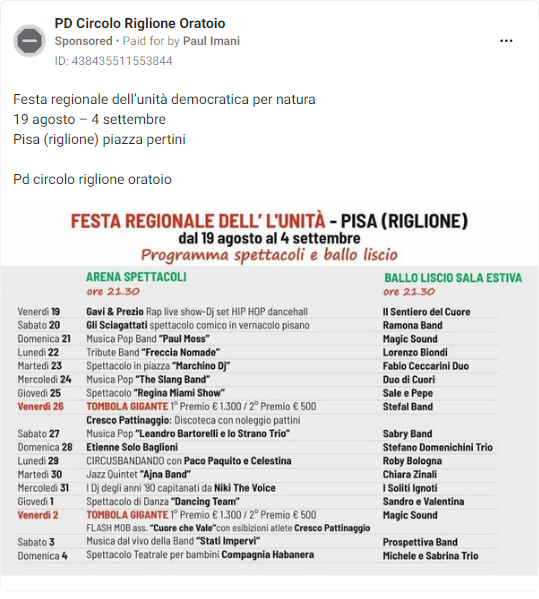 PD Circolo Riglione Oratoio
Sponsored • Paid for by Paul Imani
ID: 438435511553844
Festa regionale dell'unità democratica per natura
19 agosto – 4 settembre
Pisa (riglione) piazza pertini
Pd circolo riglione oratoio
FESTA REGIONALE DELL' L'UNITÀ - PISA (RIGLIONE)
dal 19 agosto al 4 settembre
Programma spettacoli e ballo liscio
ARENA SPETTACOLI BALLO LISCIO SALA ESTIVA
ore 21.30 ore 21.30
Venerdì 19 Gavi & Prezio Rap live show-Dj set HIP HOP dancehall Il Sentiero del Cuore
Sabato 20 Gli Sciagattati spettacolo comico in vernacolo pisano Ramona Band
Domenica 21 Musica Pop Band "Paul Moss" Magic Sound
Lunedì 22 Tribute Band "Freccia Nomade" Lorenzo Biondi
Martedì 23 Spettacolo in piazza "Marchino Dj" Fabio Ceccarini Duo
Mercoledì 24 Musica Pop "The Slang Band" Duo di Cuori
Giovedì 25 Spettacolo "Regina Miami Show" Sale e Pepe
Venerdì 26 TOMBOLA GIGANTE 1° Premio € 1.300 / 2° Premio € 500 Stefal Band
Cresco Pattinaggio: Discoteca con noleggio pattini
Sabato 27 Musica Pop "Leandro Bartorelli e lo Strano Trio" Sabry Band
Domenica 28 Etienne Solo Baglioni Stefano Domenichini Trio
Lunedì 29 CIRCUSBANDANDO con Paco Paquito e Celestina Roby Bologna
Martedì 30 Jazz Quintet "Ajna Band" Chiara Zinali
Mercoledì 31 I Dj degli anni '90 capitanati da Niki The Voice I Soliti Ignoti
Giovedì 1 Spettacolo di Danza "Dancing Team" Sandro e Valentina
Venerdì 2 TOMBOLA GIGANTE 1° Premio € 1.300 / 2° Premio € 500 Magic Sound
FLASH MOB ass. "Cuore che Vale"con esibizioni atlete Cresco Pattinaggio
Sabato 3 Musica dal vivo della Band "Stati Impervi" Prospettiva Band
Domenica 4 Spettacolo Teatrale per bambini Compagnia Habanera Michele e Sabrina Trio